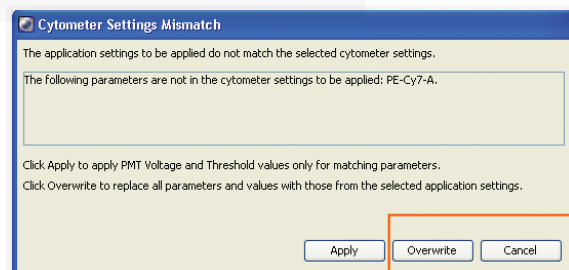 Cytometer Settings Mismatch
The application settings to be applied do not match the selected cytometer settings.
The following parameters are not in the cytometer settings to be applied: PE-Cy7-A.
Click Apply to apply PMT Voltage and Threshold values only for matching parameters.
Click Overwrite to replace all parameters and values with those from the selected application settings.
Apply Overwrite Cancel